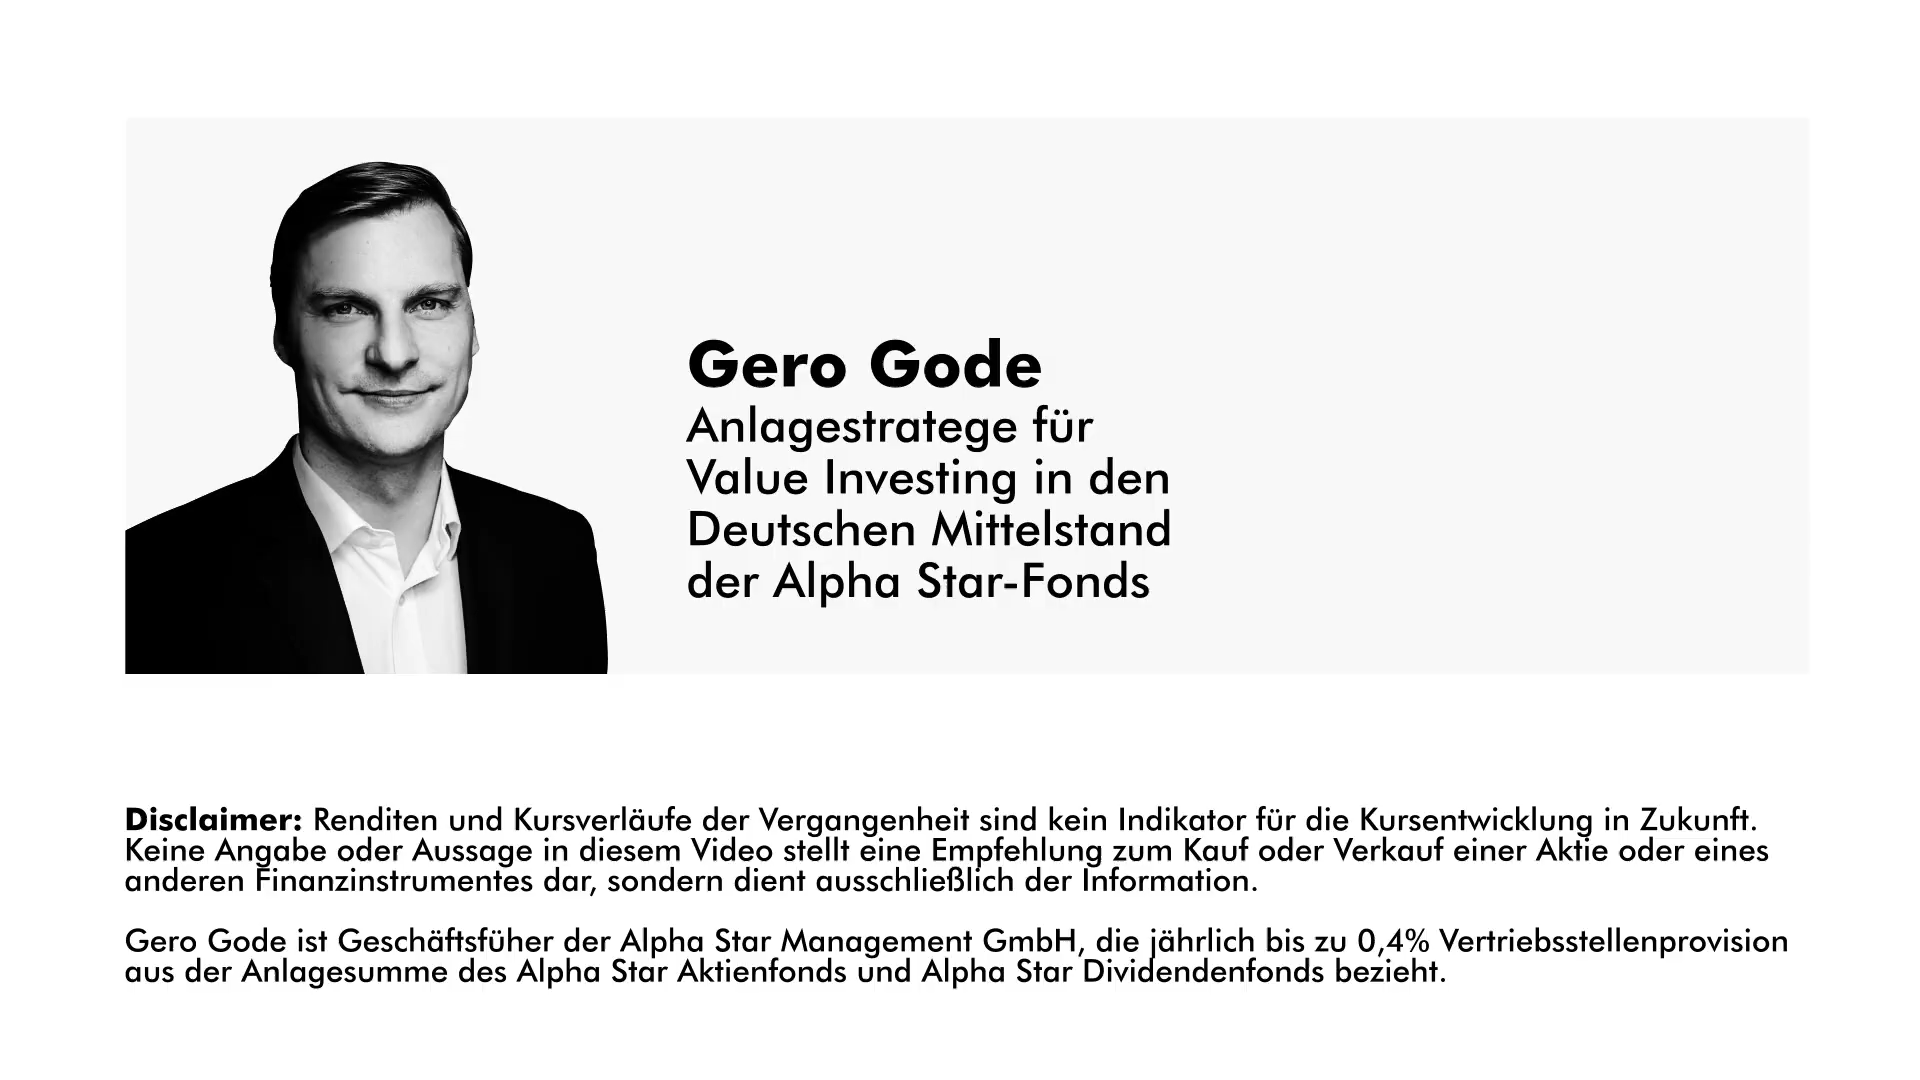 Gero Gode
Anlagestratege für
Value Investing in den
Deutschen Mittelstand
der Alpha Star-Fonds
Disclaimer: Renditen und Kursverläufe der Vergangenheit sind kein Indikator für die Kursentwicklung in Zukunft.
Keine Angabe oder Aussage in diesem Video stellt eine Empfehlung zum Kauf oder Verkauf einer Aktie oder eines
anderen Finanzinstrumentes dar, sondern dient ausschließlich der Information.
Gero Gode ist Geschäftsfüher der Alpha Star Management GmbH, die jährlich bis zu 0,4% Vertriebsstellenprovision
aus der Anlagesumme des Alpha Star Aktienfonds und Alpha Star Dividendenfonds bezieht.